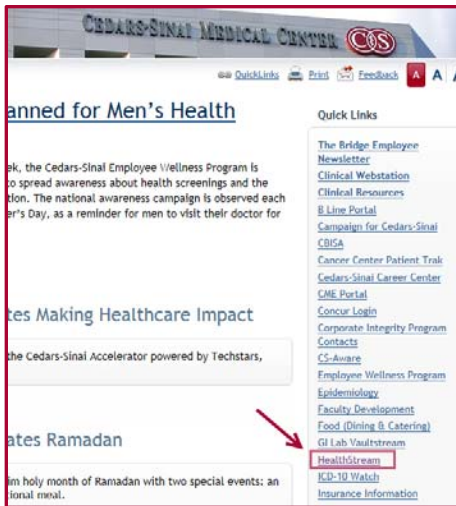 CEDARS-SINAI MEDICAL CENTER CS
QuickLinks Print Feedback A A
anned for Men's Health
ek, the Cedars-Sinai Employee Wellness Program is
to spread awareness about health screenings and the
tion. The national awareness campaign is observed each
er's Day, as a reminder for men to visit their doctor for
tes Making Healthcare Impact
the Cedars-Sinai Accelerator powered by Techstars,
ates Ramadan
im holy month of Ramadan with two special events: an
tional meal.
Quick Links
The Bridge Employee
Newsletter
Clinical Webstation
Clinical Resources
B Line Portal
Campaign for Cedars-Sinai
CBISA
Cancer Center Patient Trak
Cedars-Sinai Career Center
CME Portal
Concur Login
Corporate Integrity Program
Contacts
CS-Aware
Employee Wellness Program
Epidemiology
Faculty Development
Food (Dining & Catering)
GI Lab Vaultstream
HealthStream
ICD-10 Watch
Insurance Information